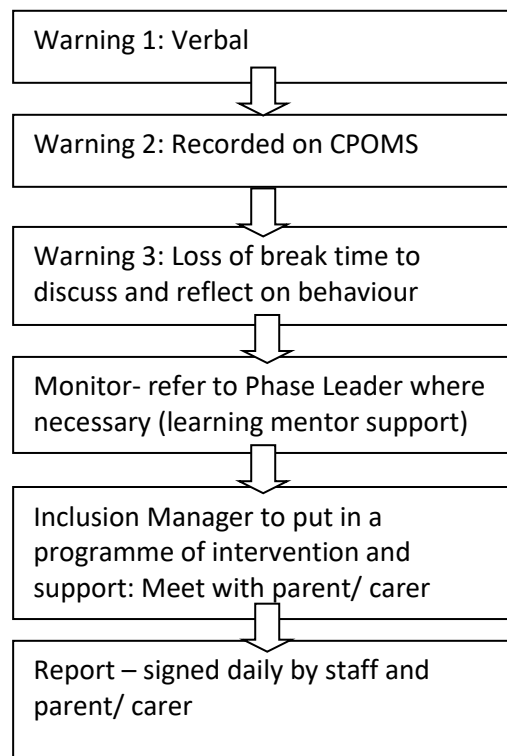 Warning 1: Verbal
Warning 2: Recorded on CPOMS
Warning 3: Loss of break time to
discuss and reflect on behaviour
Monitor- refer to Phase Leader where
necessary (learning mentor support)
Inclusion Manager to put in a
programme of intervention and
support: Meet with parent/ carer
Report – signed daily by staff and
parent/ carer